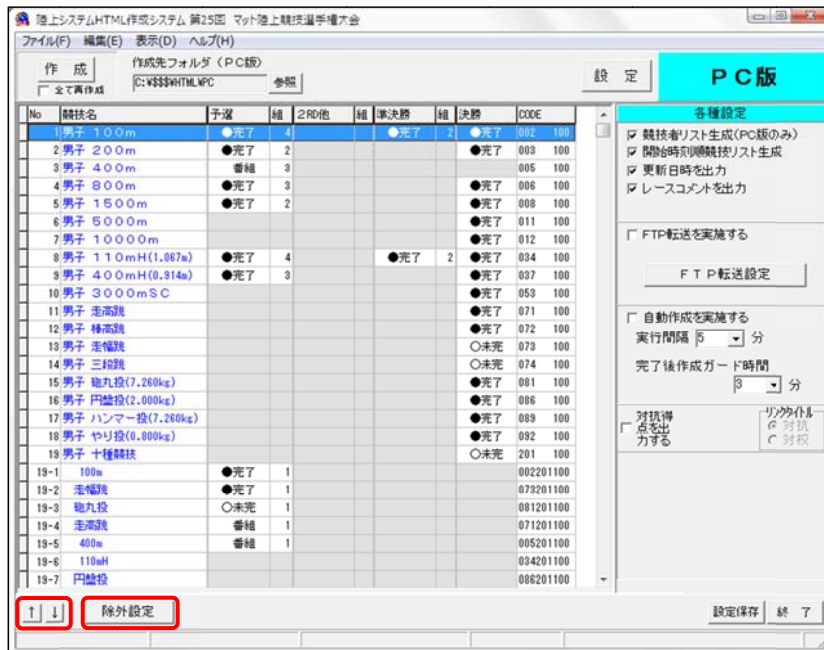 陸上システムHTML作成システム 第25回 マット陸上競技選手権大会
ファイル(F) 編集(E) 表示(D) ヘルプ(H)
作 成
全て再作成
作成先フォルダ(PC版)
C:¥$$$¥HTML¥PC
参照
設 定
PC版
No 競技名 予選 組 2RD他 組 準決勝 組 決勝 CODE
1 男子 100m ●完了 4 ●完了 2 ●完了 002 100
2 男子 200m ●完了 2 ●完了 003 100
3 男子 400m 番組 3 005 100
4 男子 800m ●完了 3 ●完了 006 100
5 男子 1500m ●完了 2 ●完了 008 100
6 男子 5000m ●完了 011 100
7 男子 10000m ●完了 012 100
8 男子 110mH(1.067m) ●完了 4 ●完了 2 ●完了 034 100
9 男子 400mH(0.914m) ●完了 3 ●完了 037 100
10 男子 3000mSC ●完了 053 100
11 男子 走高跳 ●完了 071 100
12 男子 棒高跳 ●完了 072 100
13 男子 走幅跳 ○未完 073 100
14 男子 三段跳 ○未完 074 100
15 男子 砲丸投(7.260kg) ●完了 081 100
16 男子 円盤投(2.000kg) ●完了 086 100
17 男子 ハンマー投(7.260kg) ●完了 089 100
18 男子 やり投(0.800kg) ●完了 092 100
19 男子 十種競技 ○未完 201 100
19-1 100m ●完了 1 002201100
19-2 走幅跳 ●完了 1 073201100
19-3 砲丸投 ○未完 1 081201100
19-4 走高跳 番組 1 071201100
19-5 400m 番組 1 005201100
19-6 110mH 034201100
19-7 円盤投 086201100
各種設定
競技者リスト生成(PC版のみ)
開始時刻順競技リスト生成
更新日時を出力
レースコメントを出力
FTP転送を実施する
FTP転送設定
自動作成を実施する
実行間隔 5 分
完了後作成ガード時間
3 分
対抗得点を出力する
リンクタイトル
対抗
対校
↑ ↓ 除外設定
設定保存 終 了